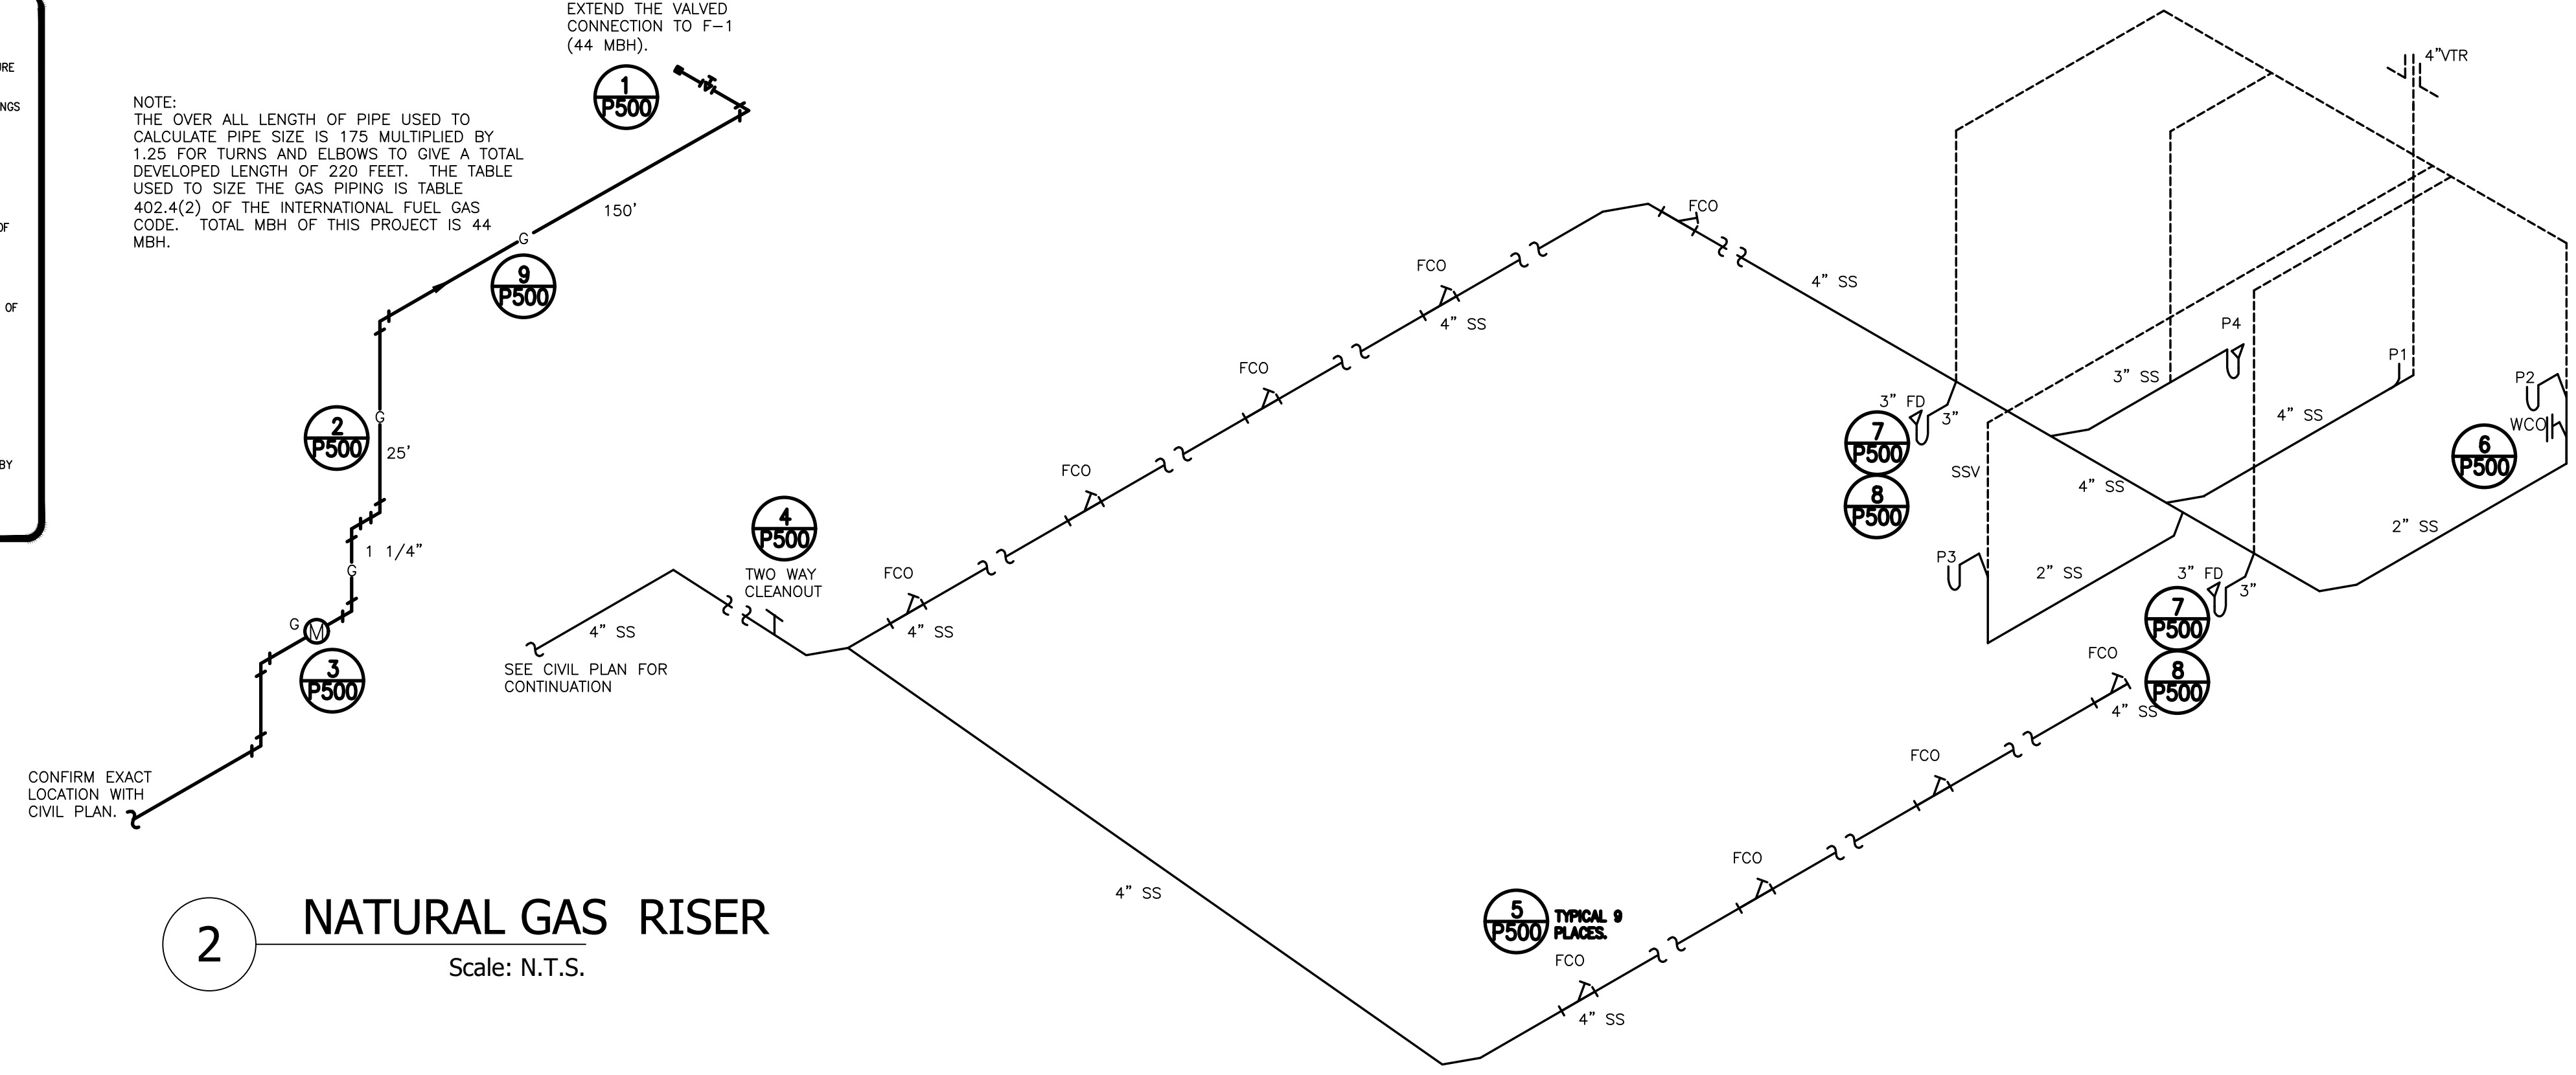 URE
NGS
OF
OF
BY
EXTEND THE VALVED
CONNECTION TO F-1
(44 MBH).
1
P500
NOTE:
THE OVER ALL LENGTH OF PIPE USED TO
CALCULATE PIPE SIZE IS 175 MULTIPLIED BY
1.25 FOR TURNS AND ELBOWS TO GIVE A TOTAL
DEVELOPED LENGTH OF 220 FEET. THE TABLE
USED TO SIZE THE GAS PIPING IS TABLE
402.4(2) OF THE INTERNATIONAL FUEL GAS
CODE. TOTAL MBH OF THIS PROJECT IS 44
MBH.
150'
G
9
P500
G
2
P500
25'
1 1/4"
G
G
M
3
P500
CONFIRM EXACT
LOCATION WITH
CIVIL PLAN.
2
NATURAL GAS RISER
Scale: N.T.S.
4" SS
SEE CIVIL PLAN FOR
CONTINUATION
4
P500
TWO WAY
CLEANOUT
FCO
4" SS
FCO
FCO
FCO
4" SS
FCO
4" SS
4"VTR
P4
3" SS
P1
4" SS
P2
WCO
6
P500
2" SS
3" FD
3"
7
P500
8
P500
SSV
4" SS
P3
2" SS
3" FD
3"
7
P500
8
P500
FCO
4" SS
FCO
FCO
5
P500
TYPICAL 9
PLACES.
FCO
4" SS
4" SS